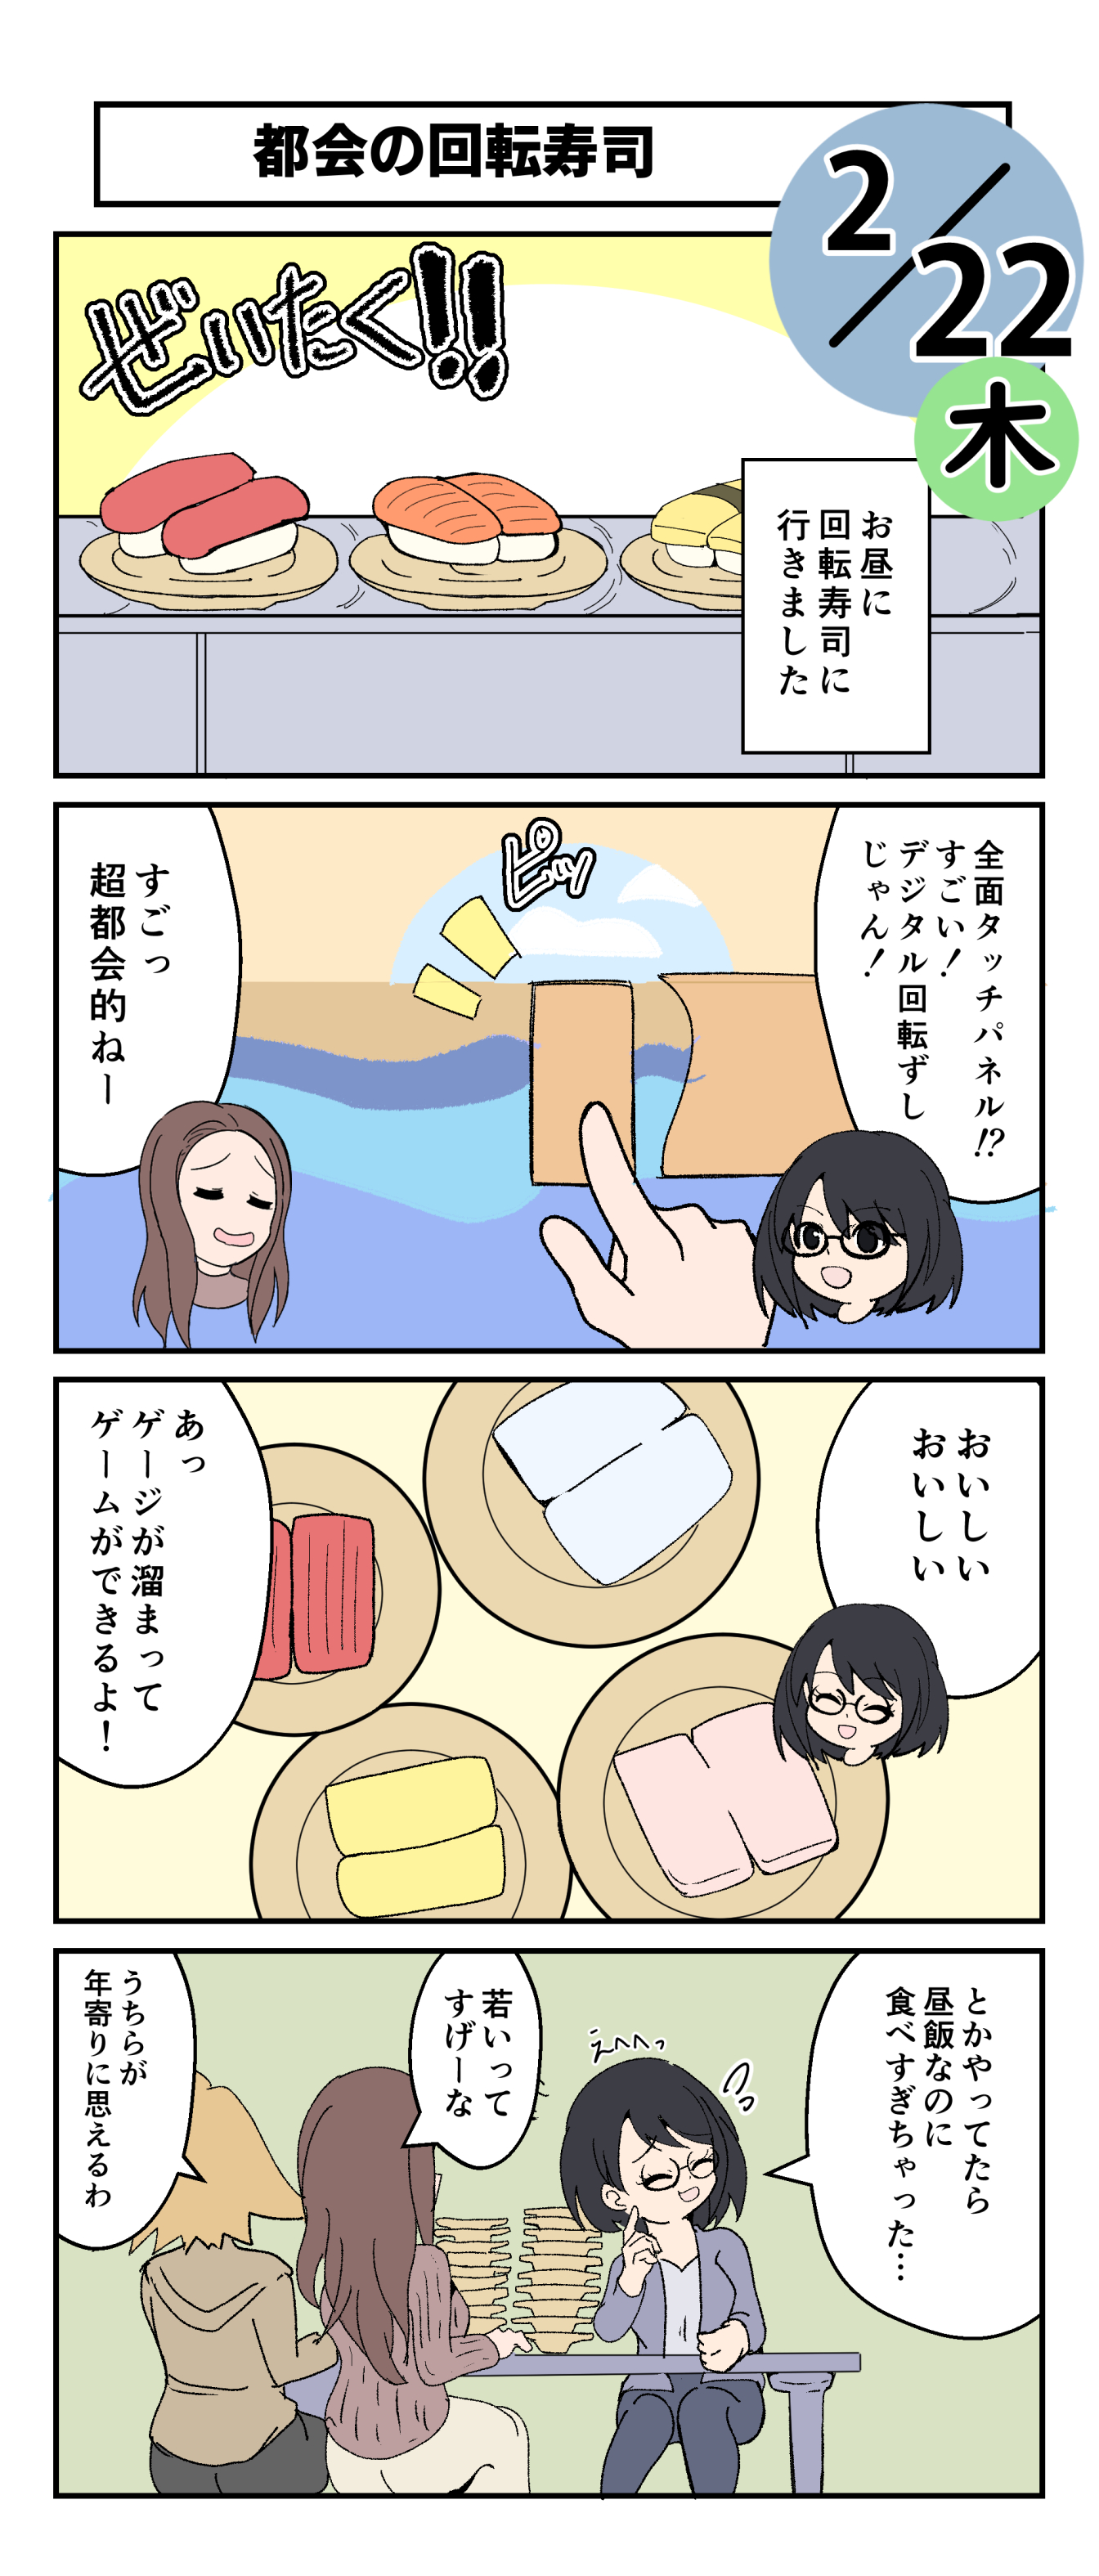 都会の回転寿司
2/22
木
ぜいたく!!
お昼に
回転寿司に
行きました
全面タッチパネル!?
すごい!
デジタル回転ずし
じゃん!
ピッ
すごっ
超都会的ねー
おいしい
おいしい
あっ
ゲージが溜まって
ゲームができるよ!
とかやってたら
昼飯なのに
食べすぎちゃった…
えへへっ
若いって
すげーな
うちらが
年寄りに思えるわ